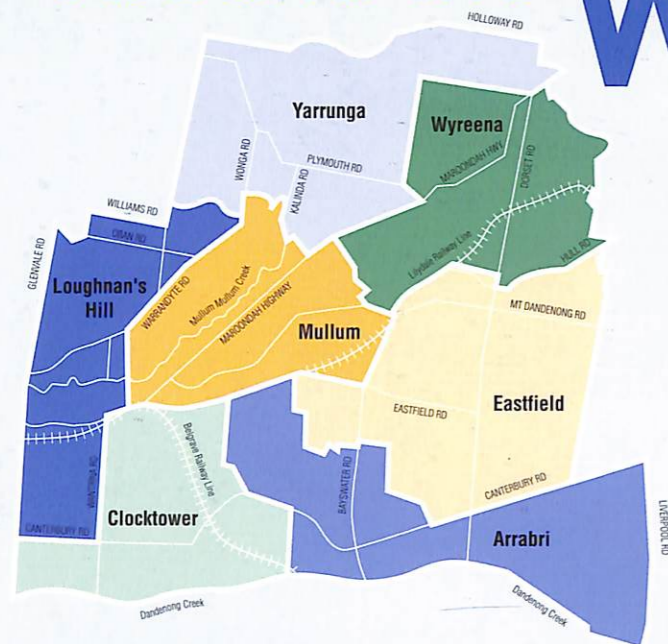 W
HOLLOWAY RD
Yarrunga
Wyreena
MAROONDAH HWY
DORSET RD
WONGA RD
PLYMOUTH RD
KALINDA RD
WILLIAMS RD
OBAN RD
GLENVALE RD
Lilydale Railway Line
HULL RD
Loughnan's
Hill
WARRANDYTE RD
Mullum Mullum Creek
MAROONDAH HIGHWAY
Mullum
MT DANDENONG RD
EASTFIELD RD
Eastfield
Belgrave Railway Line
BAYSWATER RD
WANTIRNA RD
CANTERBURY RD
CANTERBURY RD
Clocktower
Arrabri
LIVERPOOL RD
Dandenong Creek
Dandenong Creek